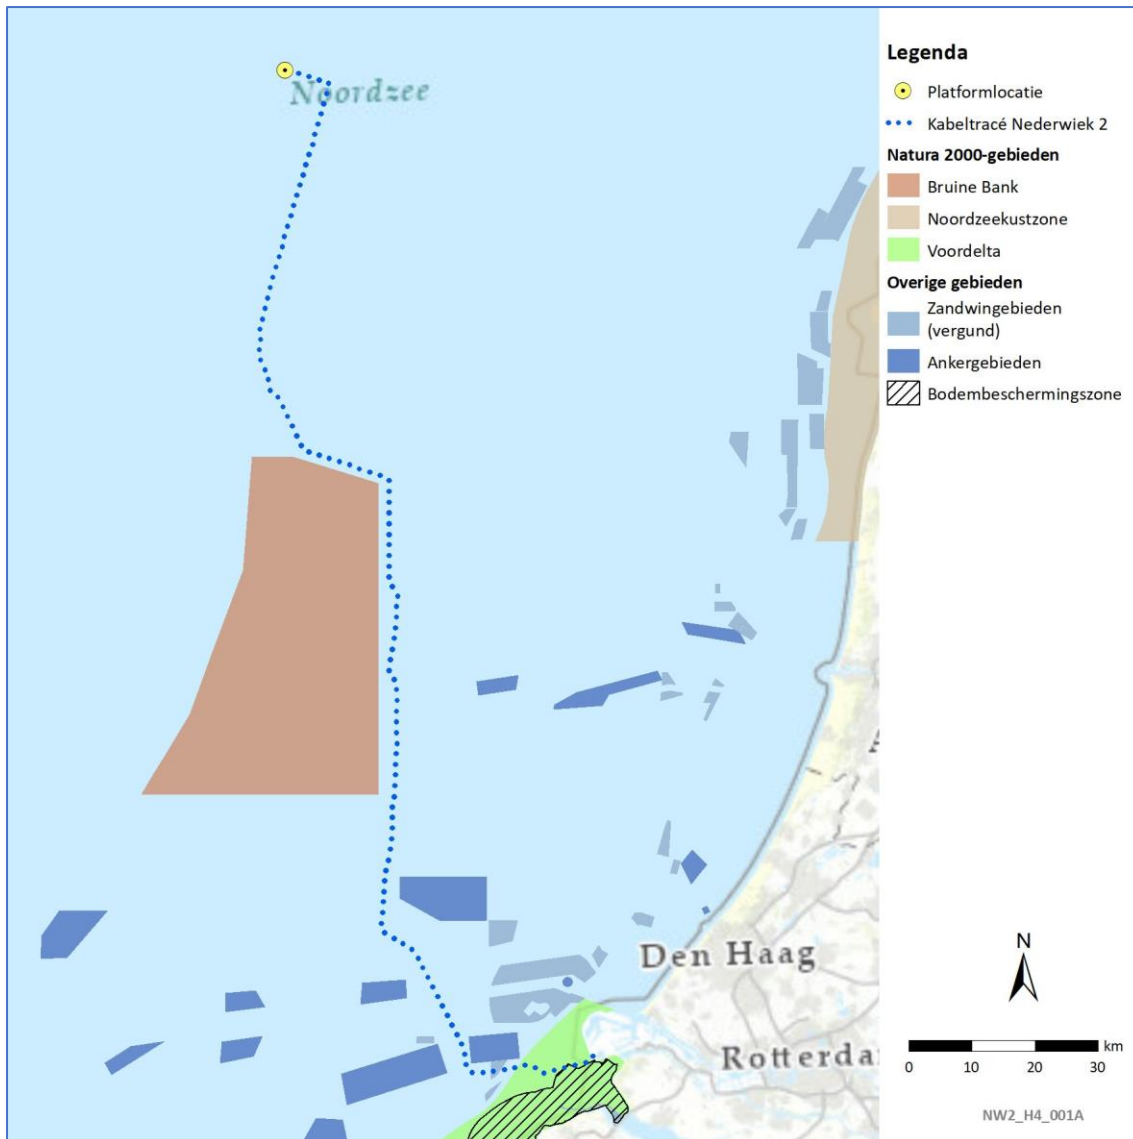 Noordzee
Den Haag
Rotterda
A
Legenda
Platformlocatie
Kabeltracé Nederwiek 2
Natura 2000-gebieden
Bruine Bank
Noordzeekustzone
Voordelta
Overige gebieden
Zandwingebieden
(vergund)
Ankergebieden
Bodembeschermingszone
N
km
0 10 20 30
NW2_H4_001A